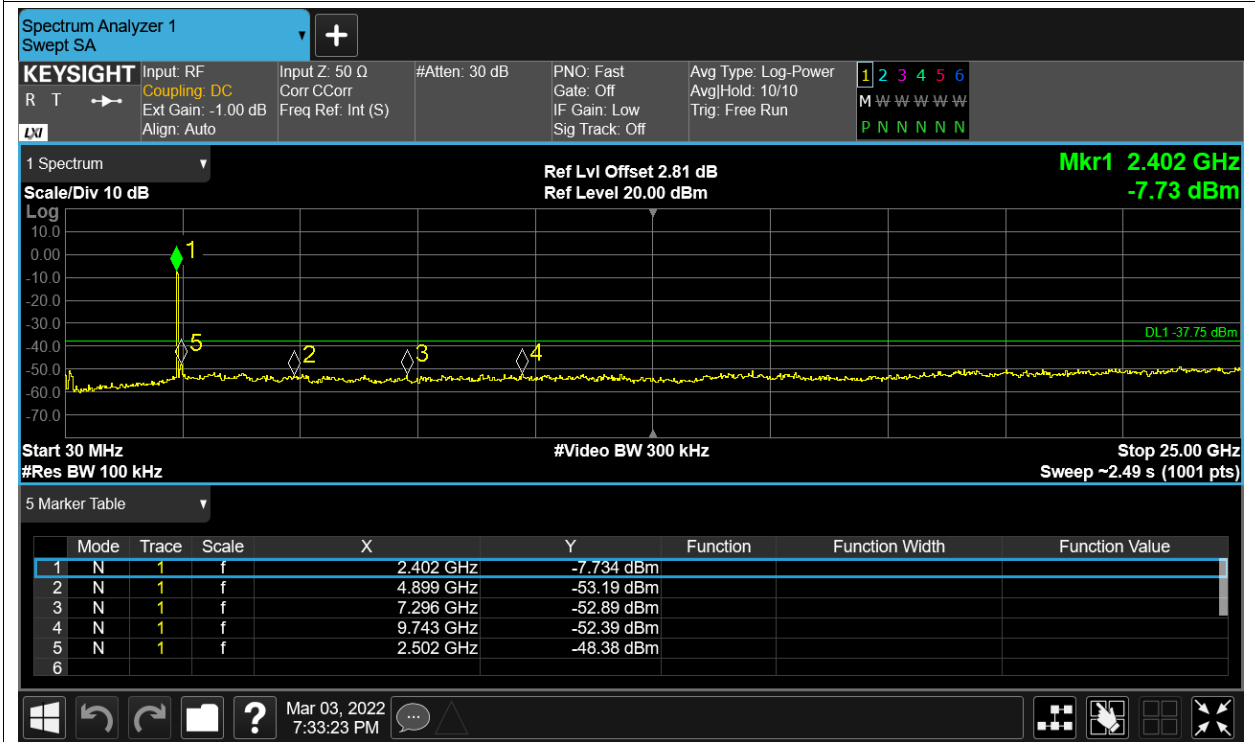 Spectrum Analyzer 1
Swept SA
KEYSIGHT
R T
LXI
Input: RF
Coupling: DC
Ext Gain: -1.00 dB
Align: Auto
Input Z: 50 Ω
Corr CCorr
Freq Ref: Int (S)
#Atten: 30 dB
PNO: Fast
Gate: Off
IF Gain: Low
Sig Track: Off
Avg Type: Log-Power
Avg|Hold: 10/10
Trig: Free Run
1 2 3 4 5 6
M W W W W W
P N N N N N
1 Spectrum
Scale/Div 10 dB
Ref Lvl Offset 2.81 dB
Ref Level 20.00 dBm
Mkr1 2.402 GHz
-7.73 dBm
Log
10.0
0.00
-10.0
-20.0
-30.0
-40.0
-50.0
-60.0
-70.0
1
5
2
3
4
DL1 -37.75 dBm
Start 30 MHz
#Video BW 300 kHz
Stop 25.00 GHz
#Res BW 100 kHz
Sweep ~2.49 s (1001 pts)
5 Marker Table
Mode Trace Scale X Y Function Function Width Function Value
1 N 1 f 2.402 GHz -7.734 dBm
2 N 1 f 4.899 GHz -53.19 dBm
3 N 1 f 7.296 GHz -52.89 dBm
4 N 1 f 9.743 GHz -52.39 dBm
5 N 1 f 2.502 GHz -48.38 dBm
6
?
Mar 03, 2022
7:33:23 PM